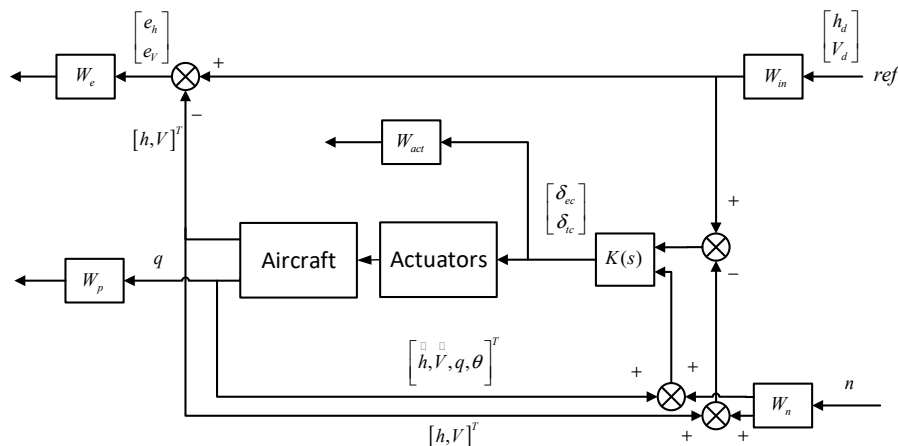 [e_h
e_V]
[h_d
V_d]
W_e
+
W_in
ref
−
[h,V]^T
W_act
[δ_ec
δ_tc]
+
q
Aircraft
Actuators
K(s)
−
W_p
[ḣ,V̇,q,θ]^T
+
+
n
W_n
[h,V]^T
+
+